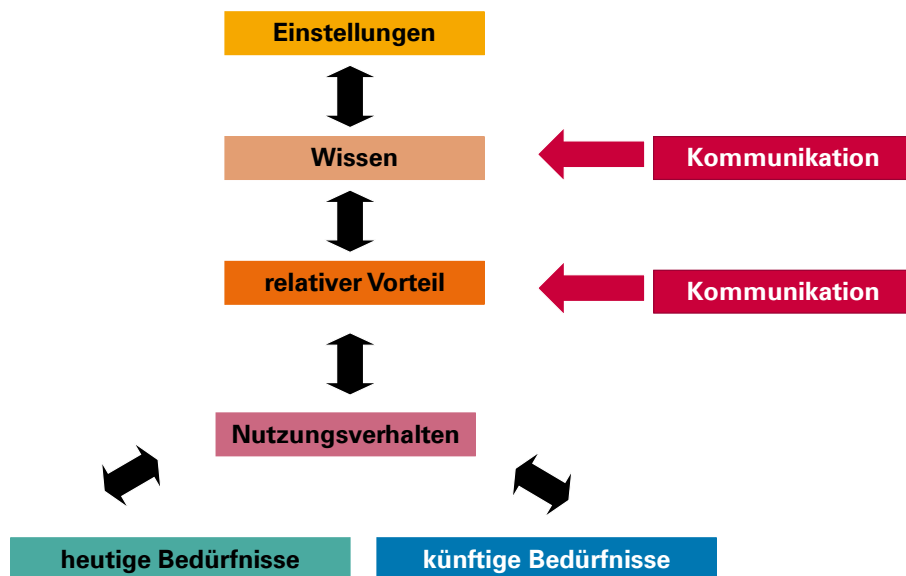 Einstellungen
Wissen
Kommunikation
relativer Vorteil
Kommunikation
Nutzungsverhalten
heutige Bedürfnisse
künftige Bedürfnisse